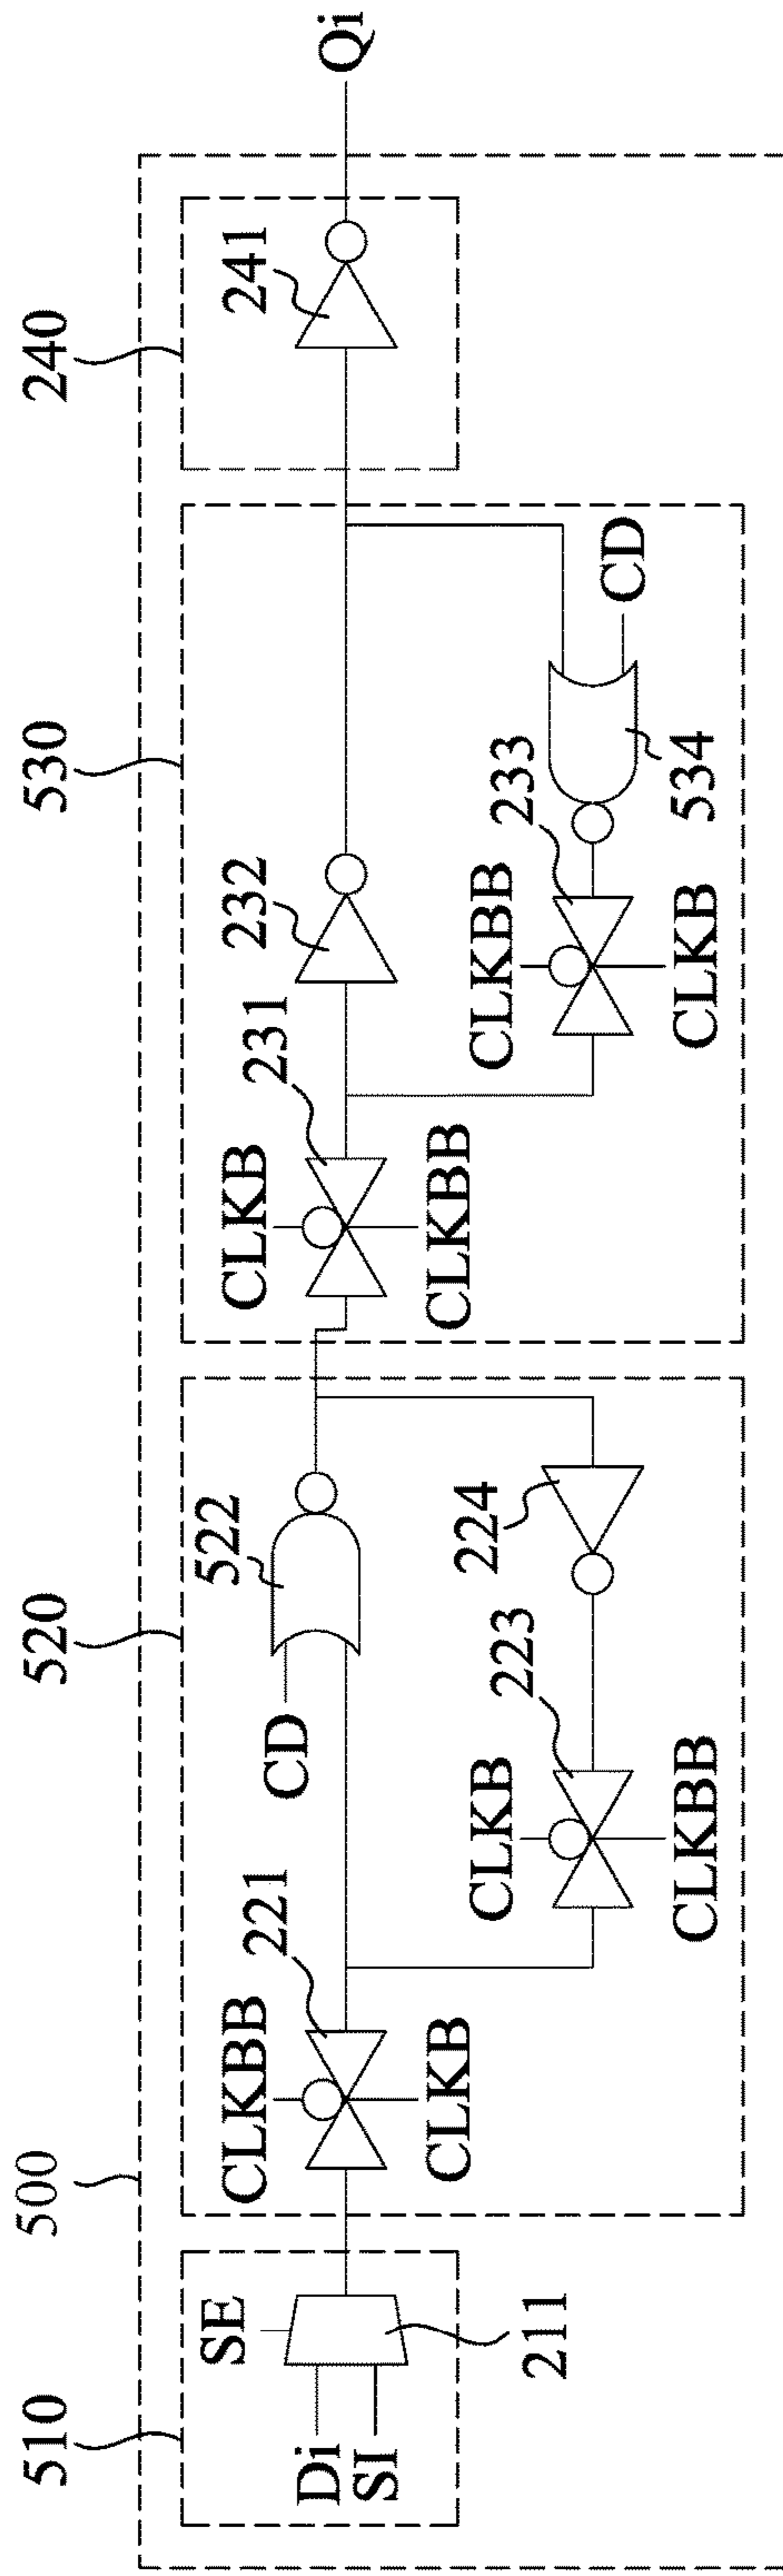 500
510
SE
Di
SI
211
520
CLKBB
221
CLKB
CD
522
CLKB
223
CLKBB
224
530
CLKB
231
CLKBB
232
CLKBB
233
CLKB
534
CD
240
241
Qi